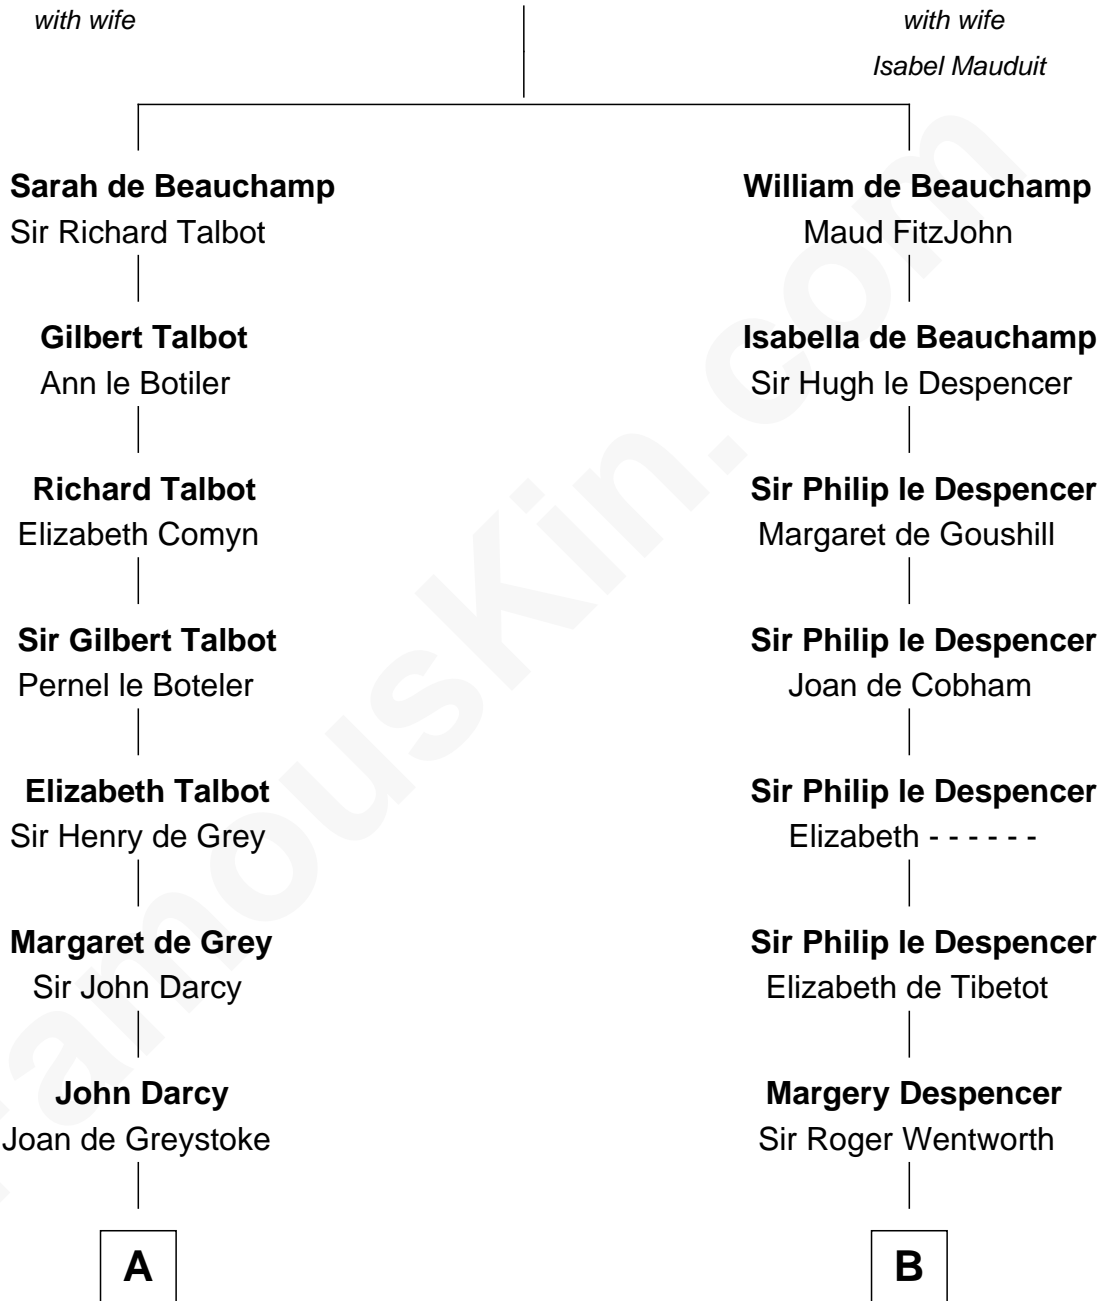 with wife
with wife
Isabel Mauduit
Sarah de Beauchamp
William de Beauchamp
Sir Richard Talbot
Maud FitzJohn
Gilbert Talbot
Isabella de Beauchamp
Ann le Botiler
Sir Hugh le Despencer
Richard Talbot
Sir Philip le Despencer
Elizabeth Comyn
Margaret de Goushill
Sir Gilbert Talbot
Sir Philip le Despencer
Pernel le Boteler
Joan de Cobham
Elizabeth Talbot
Sir Philip le Despencer
Sir Henry de Grey
Elizabeth - - - - - -
Margaret de Grey
Sir Philip le Despencer
Sir John Darcy
Elizabeth de Tibetot
John Darcy
Margery Despencer
Joan de Greystoke
Sir Roger Wentworth
A
B
FamousKin.com